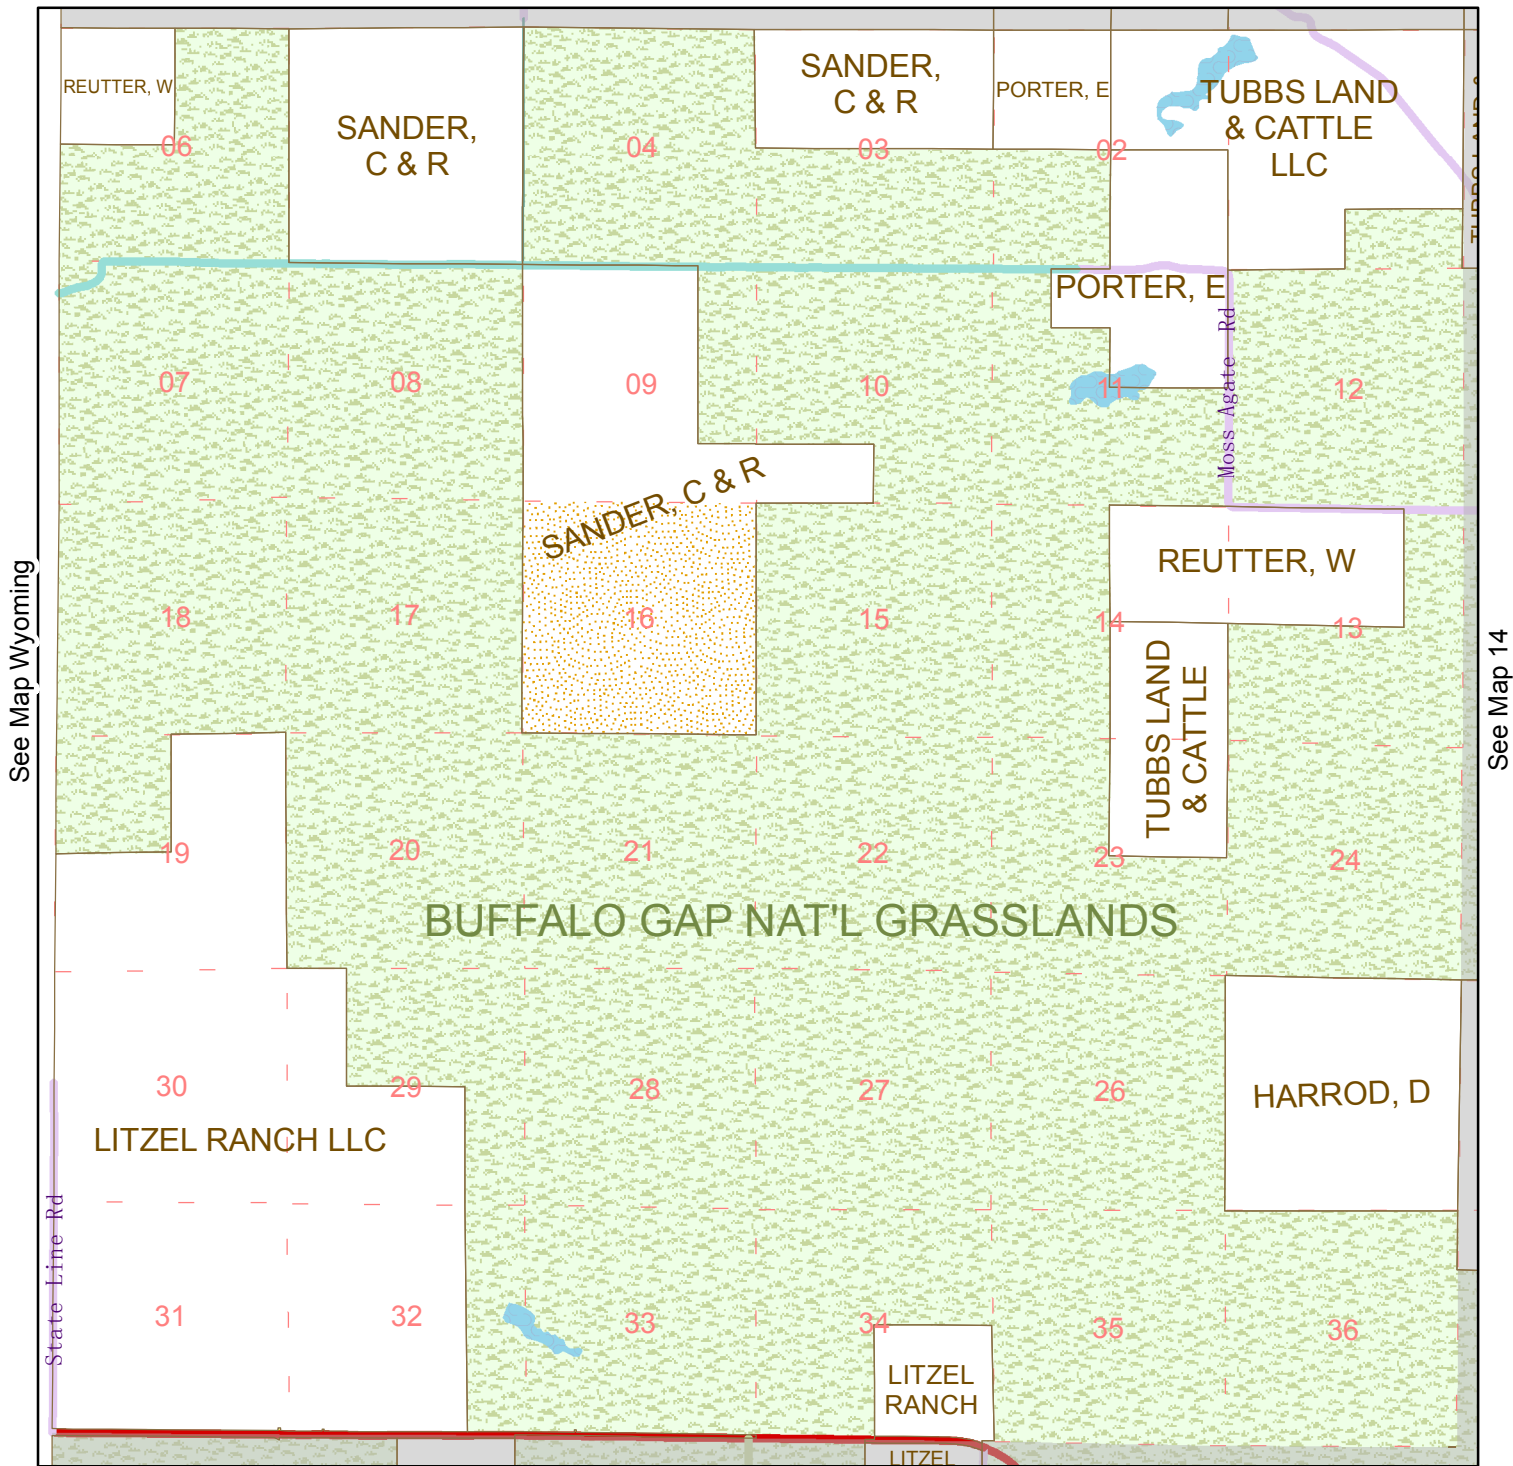 REUTTER, W
SANDER,
C & R
SANDER,
C & R
PORTER, E
TUBBS LAND
& CATTLE
LLC
TUBBS LAND &
06
04
03
02
PORTER, E
07
08
09
10
11
12
Moss Agate Rd
SANDER, C & R
REUTTER, W
18
17
16
15
14
13
See Map Wyoming
See Map 14
TUBBS LAND
& CATTLE
19
20
21
22
23
24
BUFFALO GAP NAT'L GRASSLANDS
30
29
28
27
26
HARROD, D
LITZEL RANCH LLC
State Line Rd
31
32
33
34
35
36
LITZEL
RANCH
LITZEL